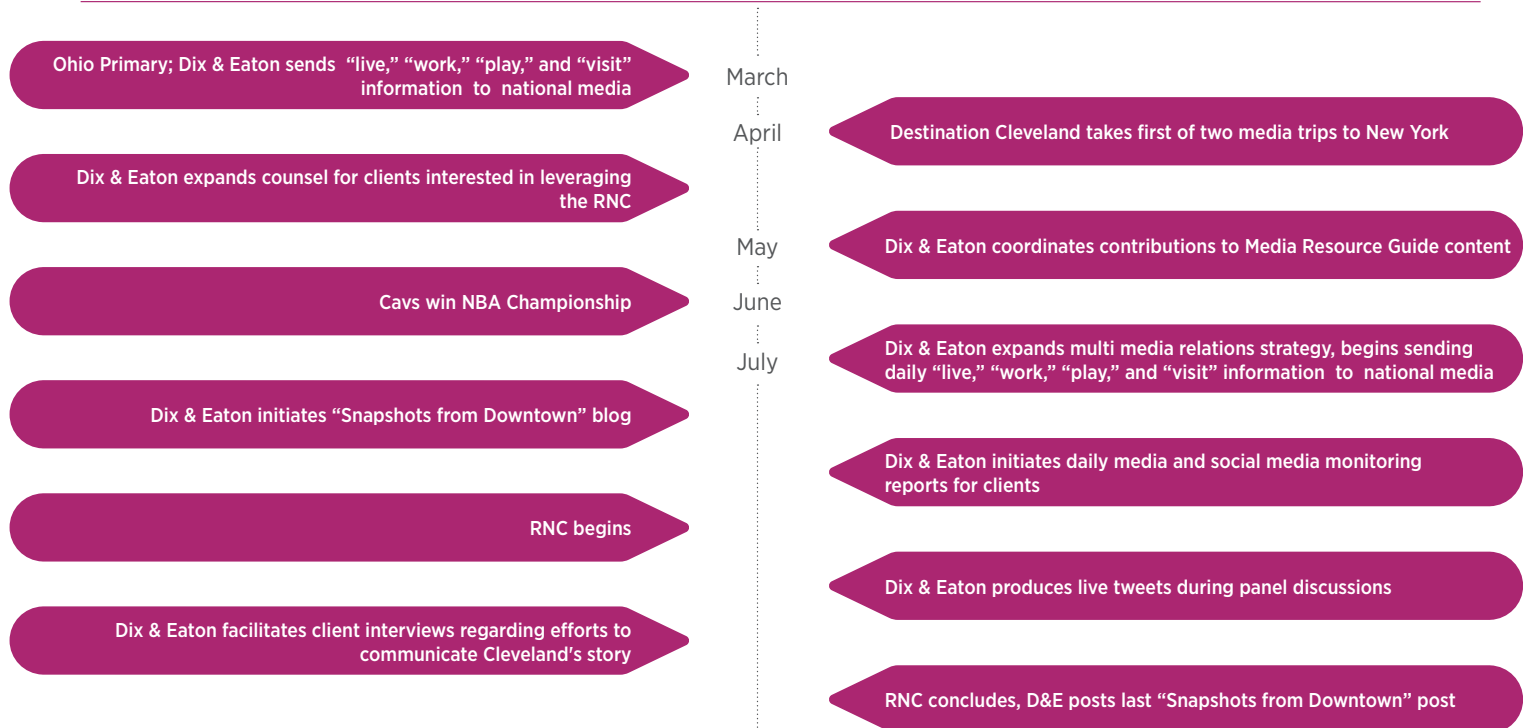 Ohio Primary; Dix & Eaton sends “live,” “work,” “play,” and “visit”
information to national media
March
April
Destination Cleveland takes first of two media trips to New York
Dix & Eaton expands counsel for clients interested in leveraging
the RNC
May
Dix & Eaton coordinates contributions to Media Resource Guide content
Cavs win NBA Championship
June
July
Dix & Eaton expands multi media relations strategy, begins sending
daily “live,” “work,” “play,” and “visit” information to national media
Dix & Eaton initiates “Snapshots from Downtown” blog
Dix & Eaton initiates daily media and social media monitoring
reports for clients
RNC begins
Dix & Eaton produces live tweets during panel discussions
Dix & Eaton facilitates client interviews regarding efforts to
communicate Cleveland's story
RNC concludes, D&E posts last “Snapshots from Downtown” post